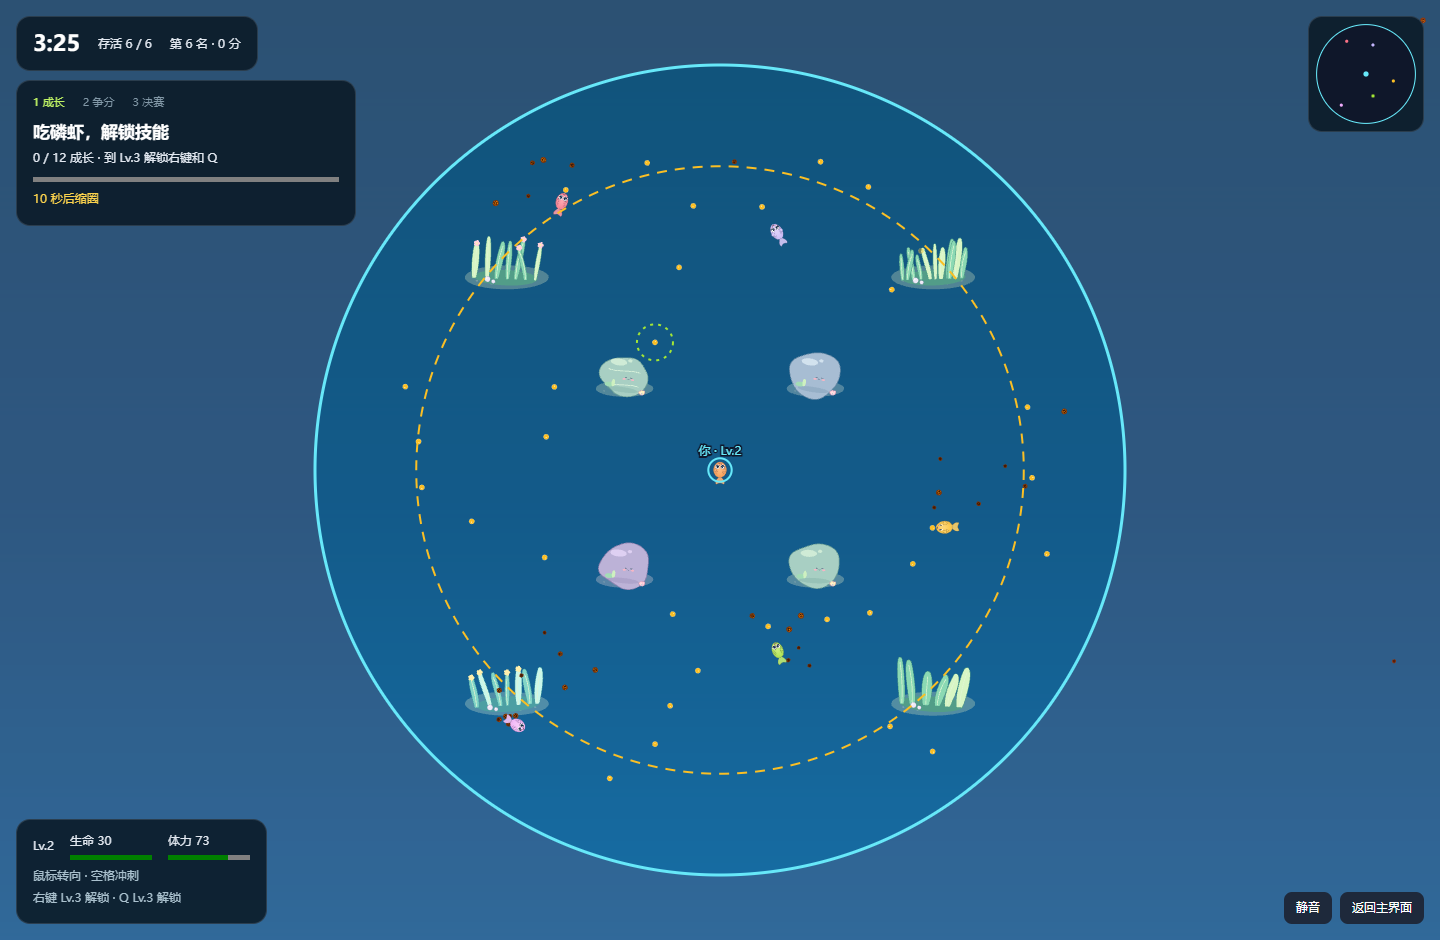 3:25 存活 6 / 6 第 6 名 · 0 分
1 成长 2 争分 3 决赛
吃磷虾，解锁技能
0 / 12 成长 · 到 Lv.3 解锁右键和 Q
10 秒后缩圈
你 · Lv.2
Lv.2 生命 30 体力 73
鼠标转向 · 空格冲刺
右键 Lv.3 解锁 · Q Lv.3 解锁
静音 返回主界面